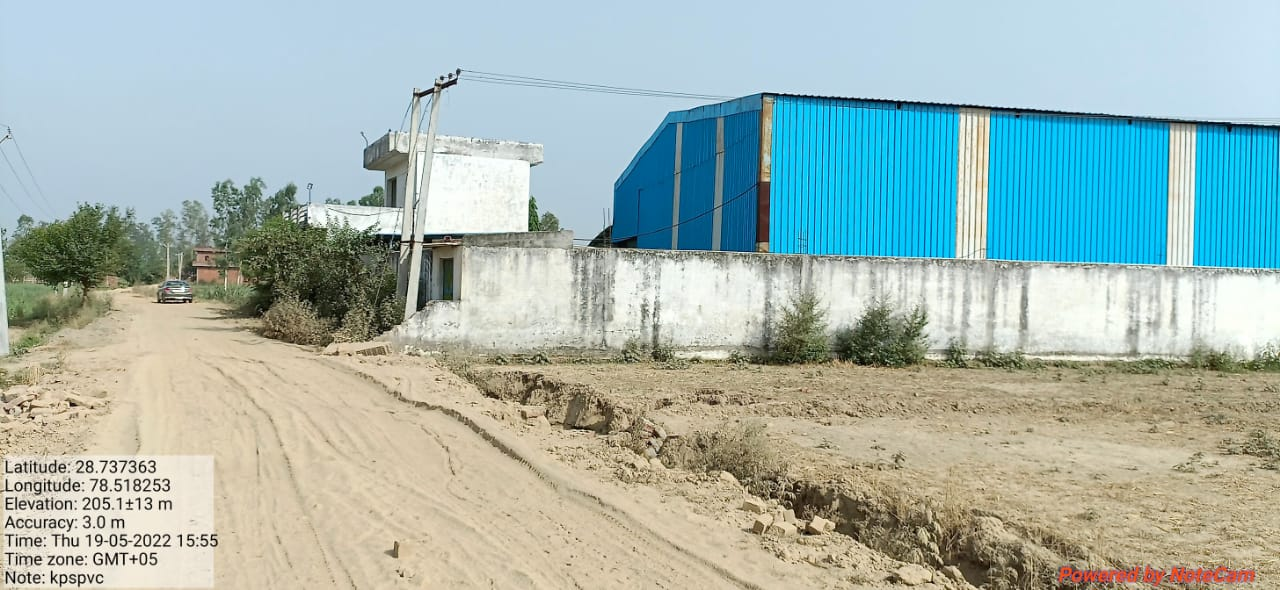 Latitude: 28.737363
Longitude: 78.518253
Elevation: 205.1±13 m
Accuracy: 3.0 m
Time: Thu 19-05-2022 15:55
Time zone: GMT+05
Note: kpspvc
Powered by NoteCam